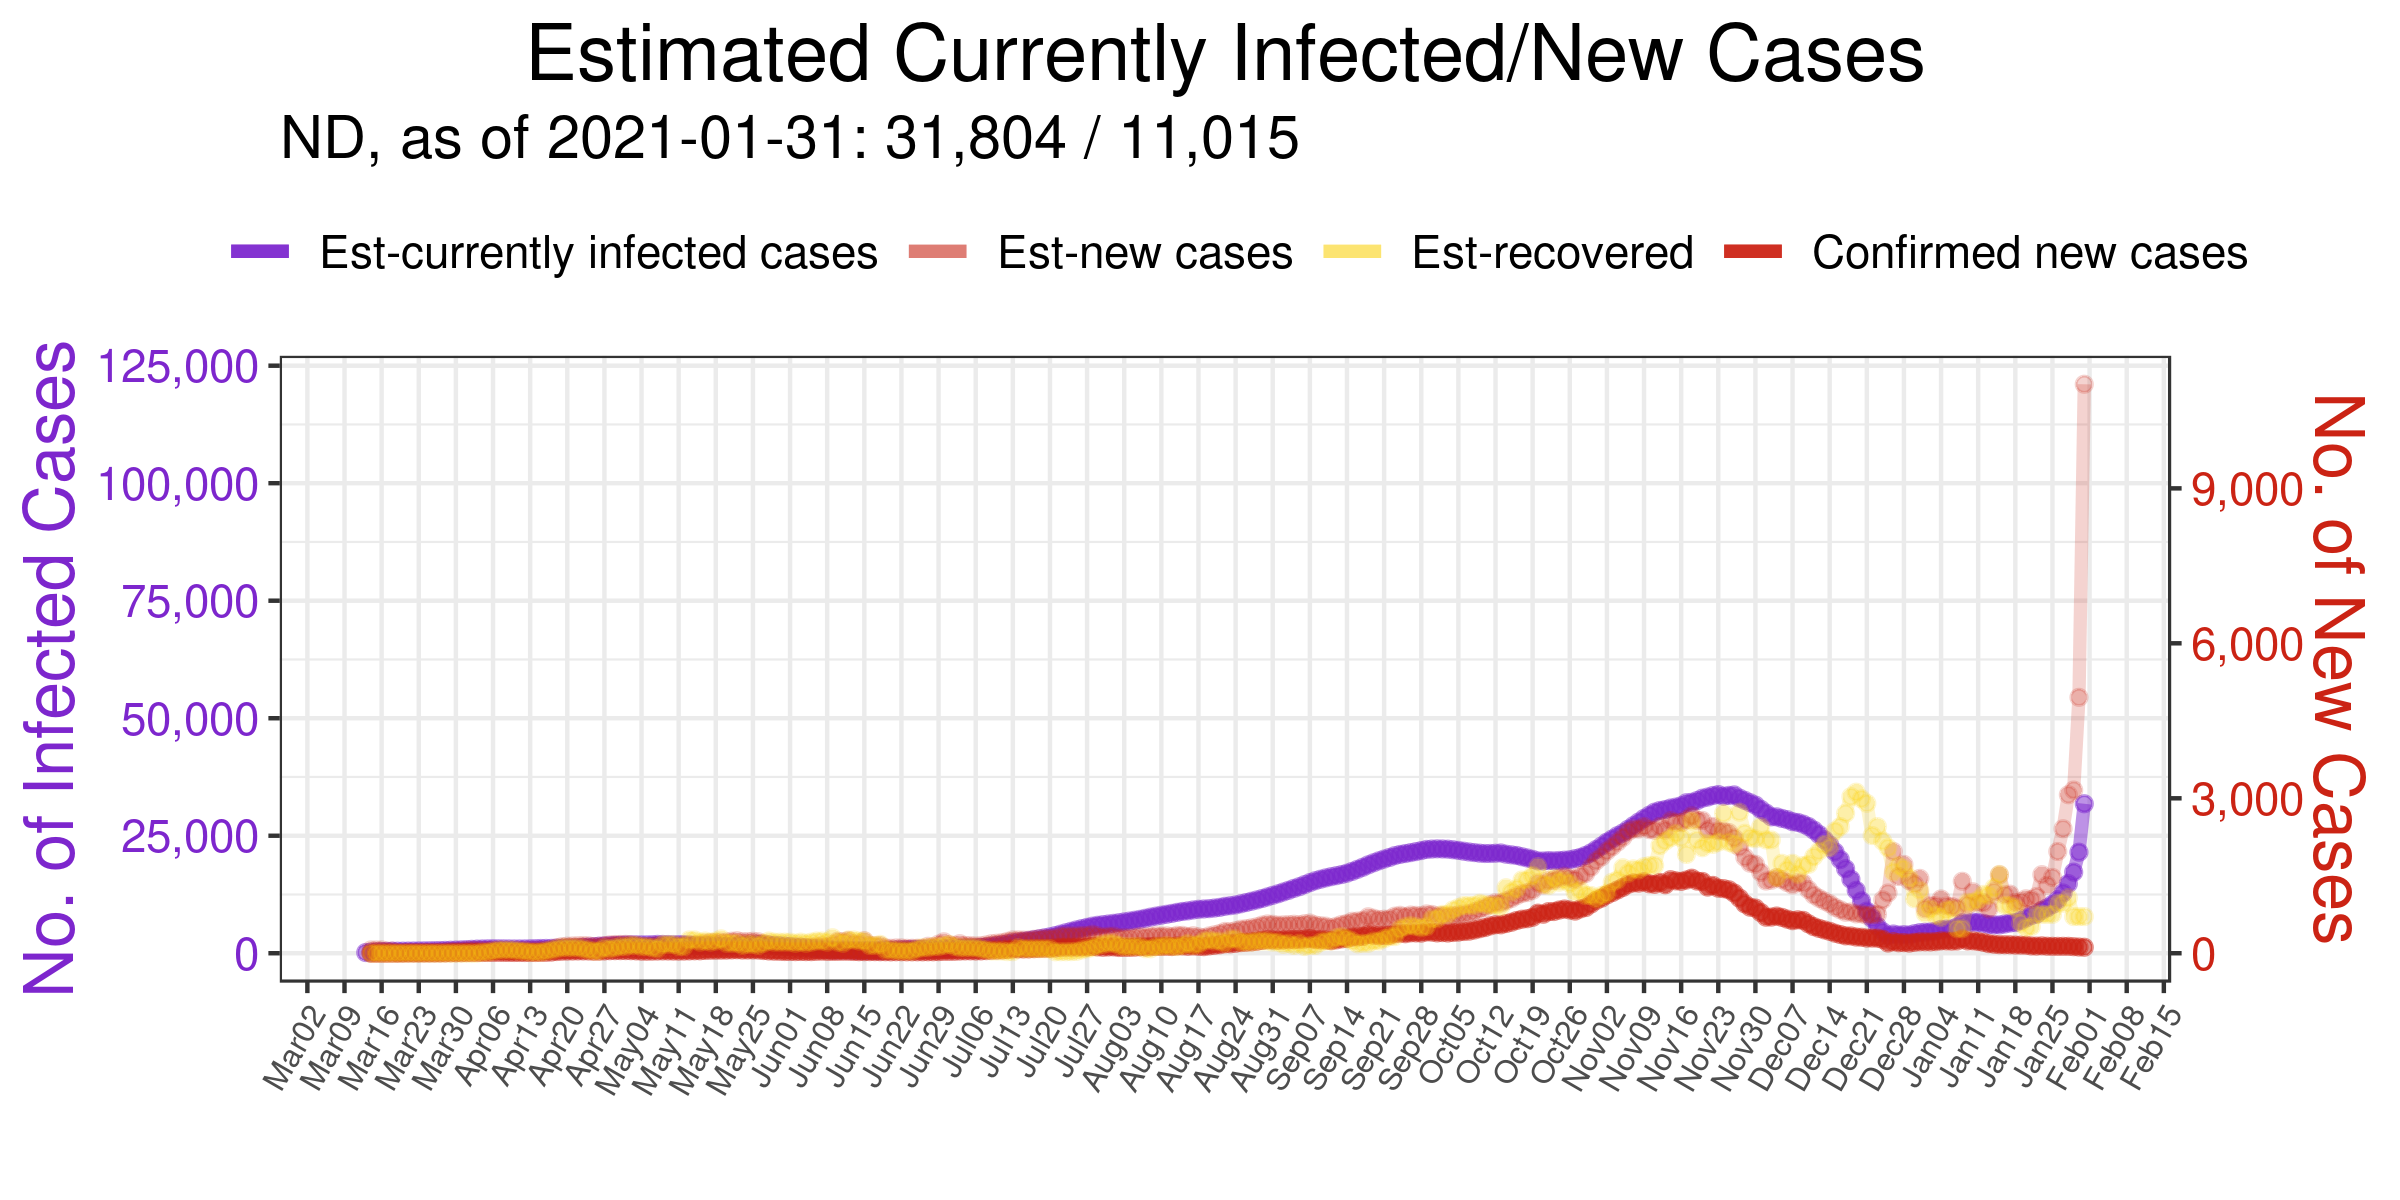 Estimated Currently Infected/New Cases
ND, as of 2021-01-31: 31,804 / 11,015
Est-currently infected cases Est-new cases Est-recovered Confirmed new cases
No. of Infected Cases
125,000
100,000
75,000
50,000
25,000
0
9,000
6,000
3,000
0
No. of New Cases
Mar02 Mar09 Mar16 Mar23 Mar30 Apr06 Apr13 Apr20 Apr27 May04 May11 May18 May25 Jun01 Jun08 Jun15 Jun22 Jun29 Jul06 Jul13 Jul20 Jul27 Aug03 Aug10 Aug17 Aug24 Aug31 Sep07 Sep14 Sep21 Sep28 Oct05 Oct12 Oct19 Oct26 Nov02 Nov09 Nov16 Nov23 Nov30 Dec07 Dec14 Dec21 Dec28 Jan04 Jan11 Jan18 Jan25 Feb01 Feb08 Feb15